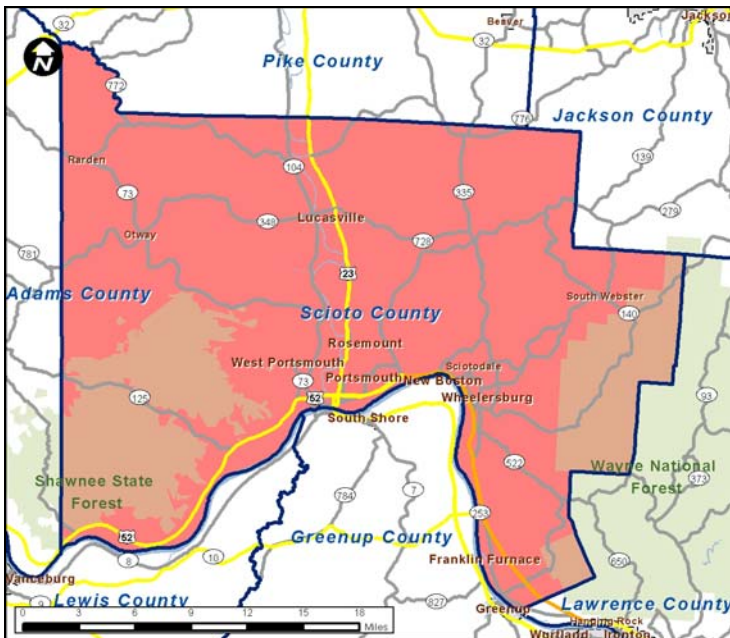 32
Beaver
Jackson
32
N
Pike County
772
776
Jackson County
139
Rarden
104
73
335
279
Lucasville
348
Otway
728
781
23
Adams County
South Webster
Scioto County
140
Rosemount
West Portsmouth
Sciotodale
73
Portsmouth
New Boston
93
125
52
Wheelersburg
South Shore
522
Wayne National
Forest
373
Shawnee State
Forest
784
7
253
52
Greenup County
650
8
10
Franklin Furnace
Vanceburg
9
Lewis County
827
Greenup
Lawrence County
Hanging Rock
Wurtland
Ironton
0 3 6 12 18
Miles